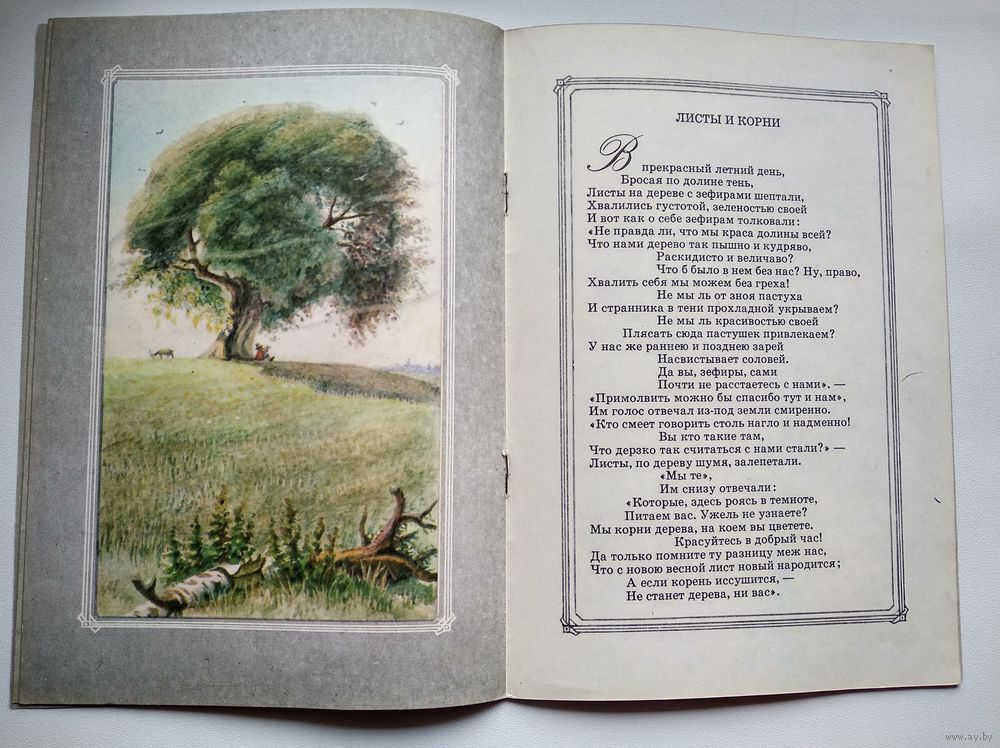 ЛИСТЫ И КОРНИ
В прекрасный летний день,
Бросая по долине тень,
Листы на дереве с зефирами шептали,
Хвалились густотой, зеленостью своей
И вот как о себе зефирам толковали:
«Не правда ли, что мы краса долины всей?
Что нами дерево так пышно и кудряво,
Раскидисто и величаво?
Что б было в нем без нас? Ну, право,
Хвалить себя мы можем без греха!
Не мы ль от зноя пастуха
И странника в тени прохладной укрываем?
Не мы ль красивостью своей
Плясать сюда пастушек привлекаем?
У нас же раннею и позднею зарей
Насвистывает соловей.
Да вы, зефиры, сами
Почти не расстаетесь с нами». —
«Примолвить можно бы спасибо тут и нам»,
Им голос отвечал из-под земли смиренно.
«Кто смеет говорить столь нагло и надменно!
Вы кто такие там,
Что дерзко так считаться с нами стали?» —
Листы, по дереву шумя, залепетали.
«Мы те»,
Им снизу отвечали:
«Которые, здесь роясь в темноте,
Питаем вас. Ужель не узнаете?
Мы корни дерева, на коем вы цветете.
Красуйтесь в добрый час!
Да только помните ту разницу меж нас,
Что с новою весной лист новый народится;
А если корень иссушится, —
Не станет дерева, ни вас».
www.ay.by